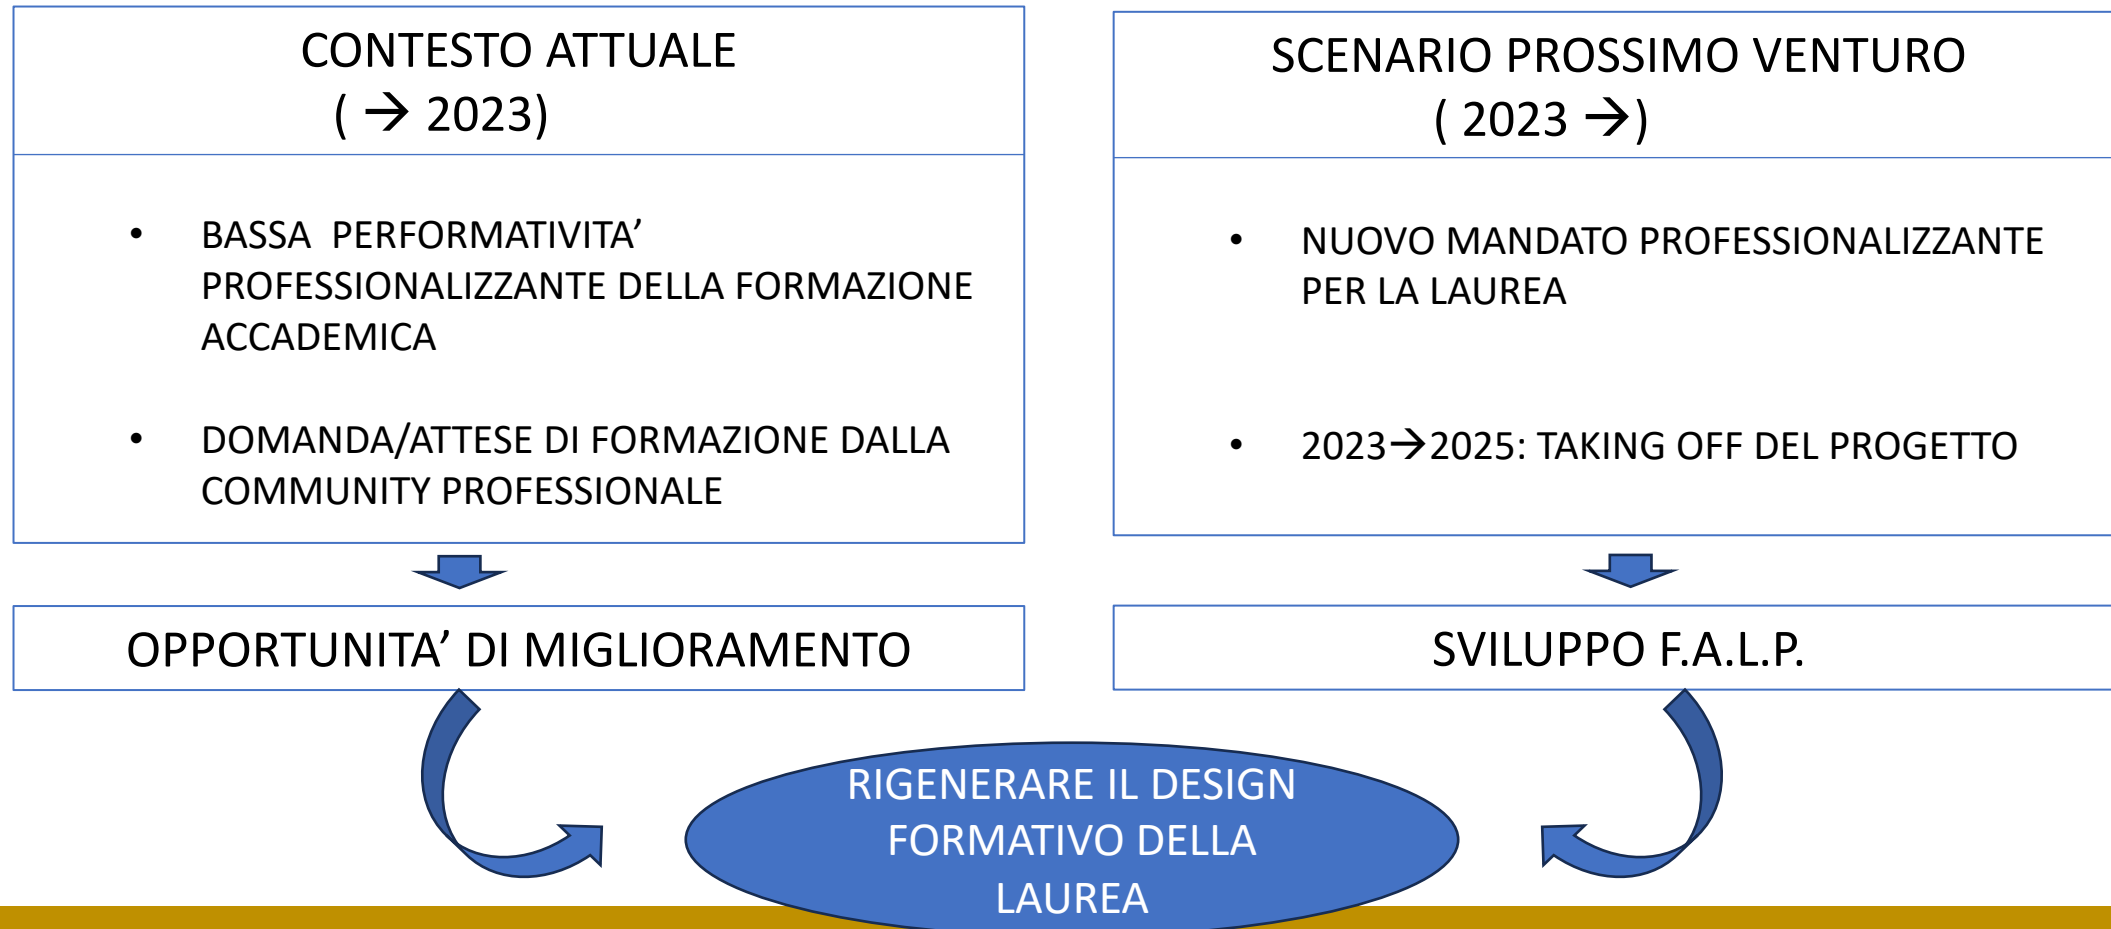 CONTESTO ATTUALE
( → 2023)
• BASSA  PERFORMATIVITA’
PROFESSIONALIZZANTE DELLA FORMAZIONE
ACCADEMICA
• DOMANDA/ATTESE DI FORMAZIONE DALLA
COMMUNITY PROFESSIONALE
OPPORTUNITA’ DI MIGLIORAMENTO
SCENARIO PROSSIMO VENTURO
( 2023 →)
• NUOVO MANDATO PROFESSIONALIZZANTE
PER LA LAUREA
• 2023→2025: TAKING OFF DEL PROGETTO
SVILUPPO F.A.L.P.
RIGENERARE IL DESIGN
FORMATIVO DELLA
LAUREA